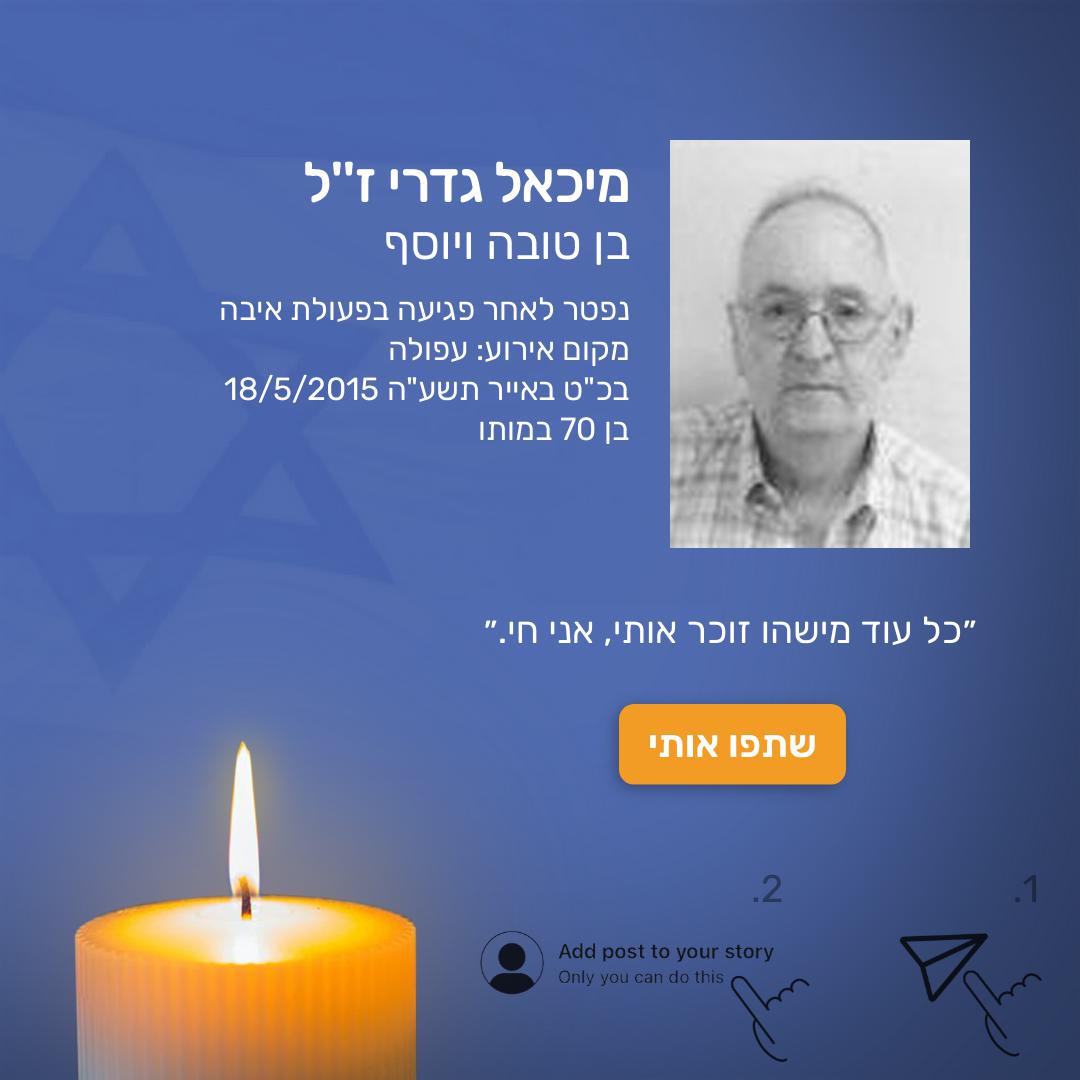 מיכאל גדרי ז"ל
בן טובה ויוסף
נפטר לאחר פגיעה בפעולת איבה
מקום אירוע: עפולה
בכ"ט באייר תשע"ה 18/5/2015
בן 70 במותו
״כל עוד מישהו זוכר אותי, אני חי.״
שתפו אותי
1.
2.
Add post to your story
Only you can do this